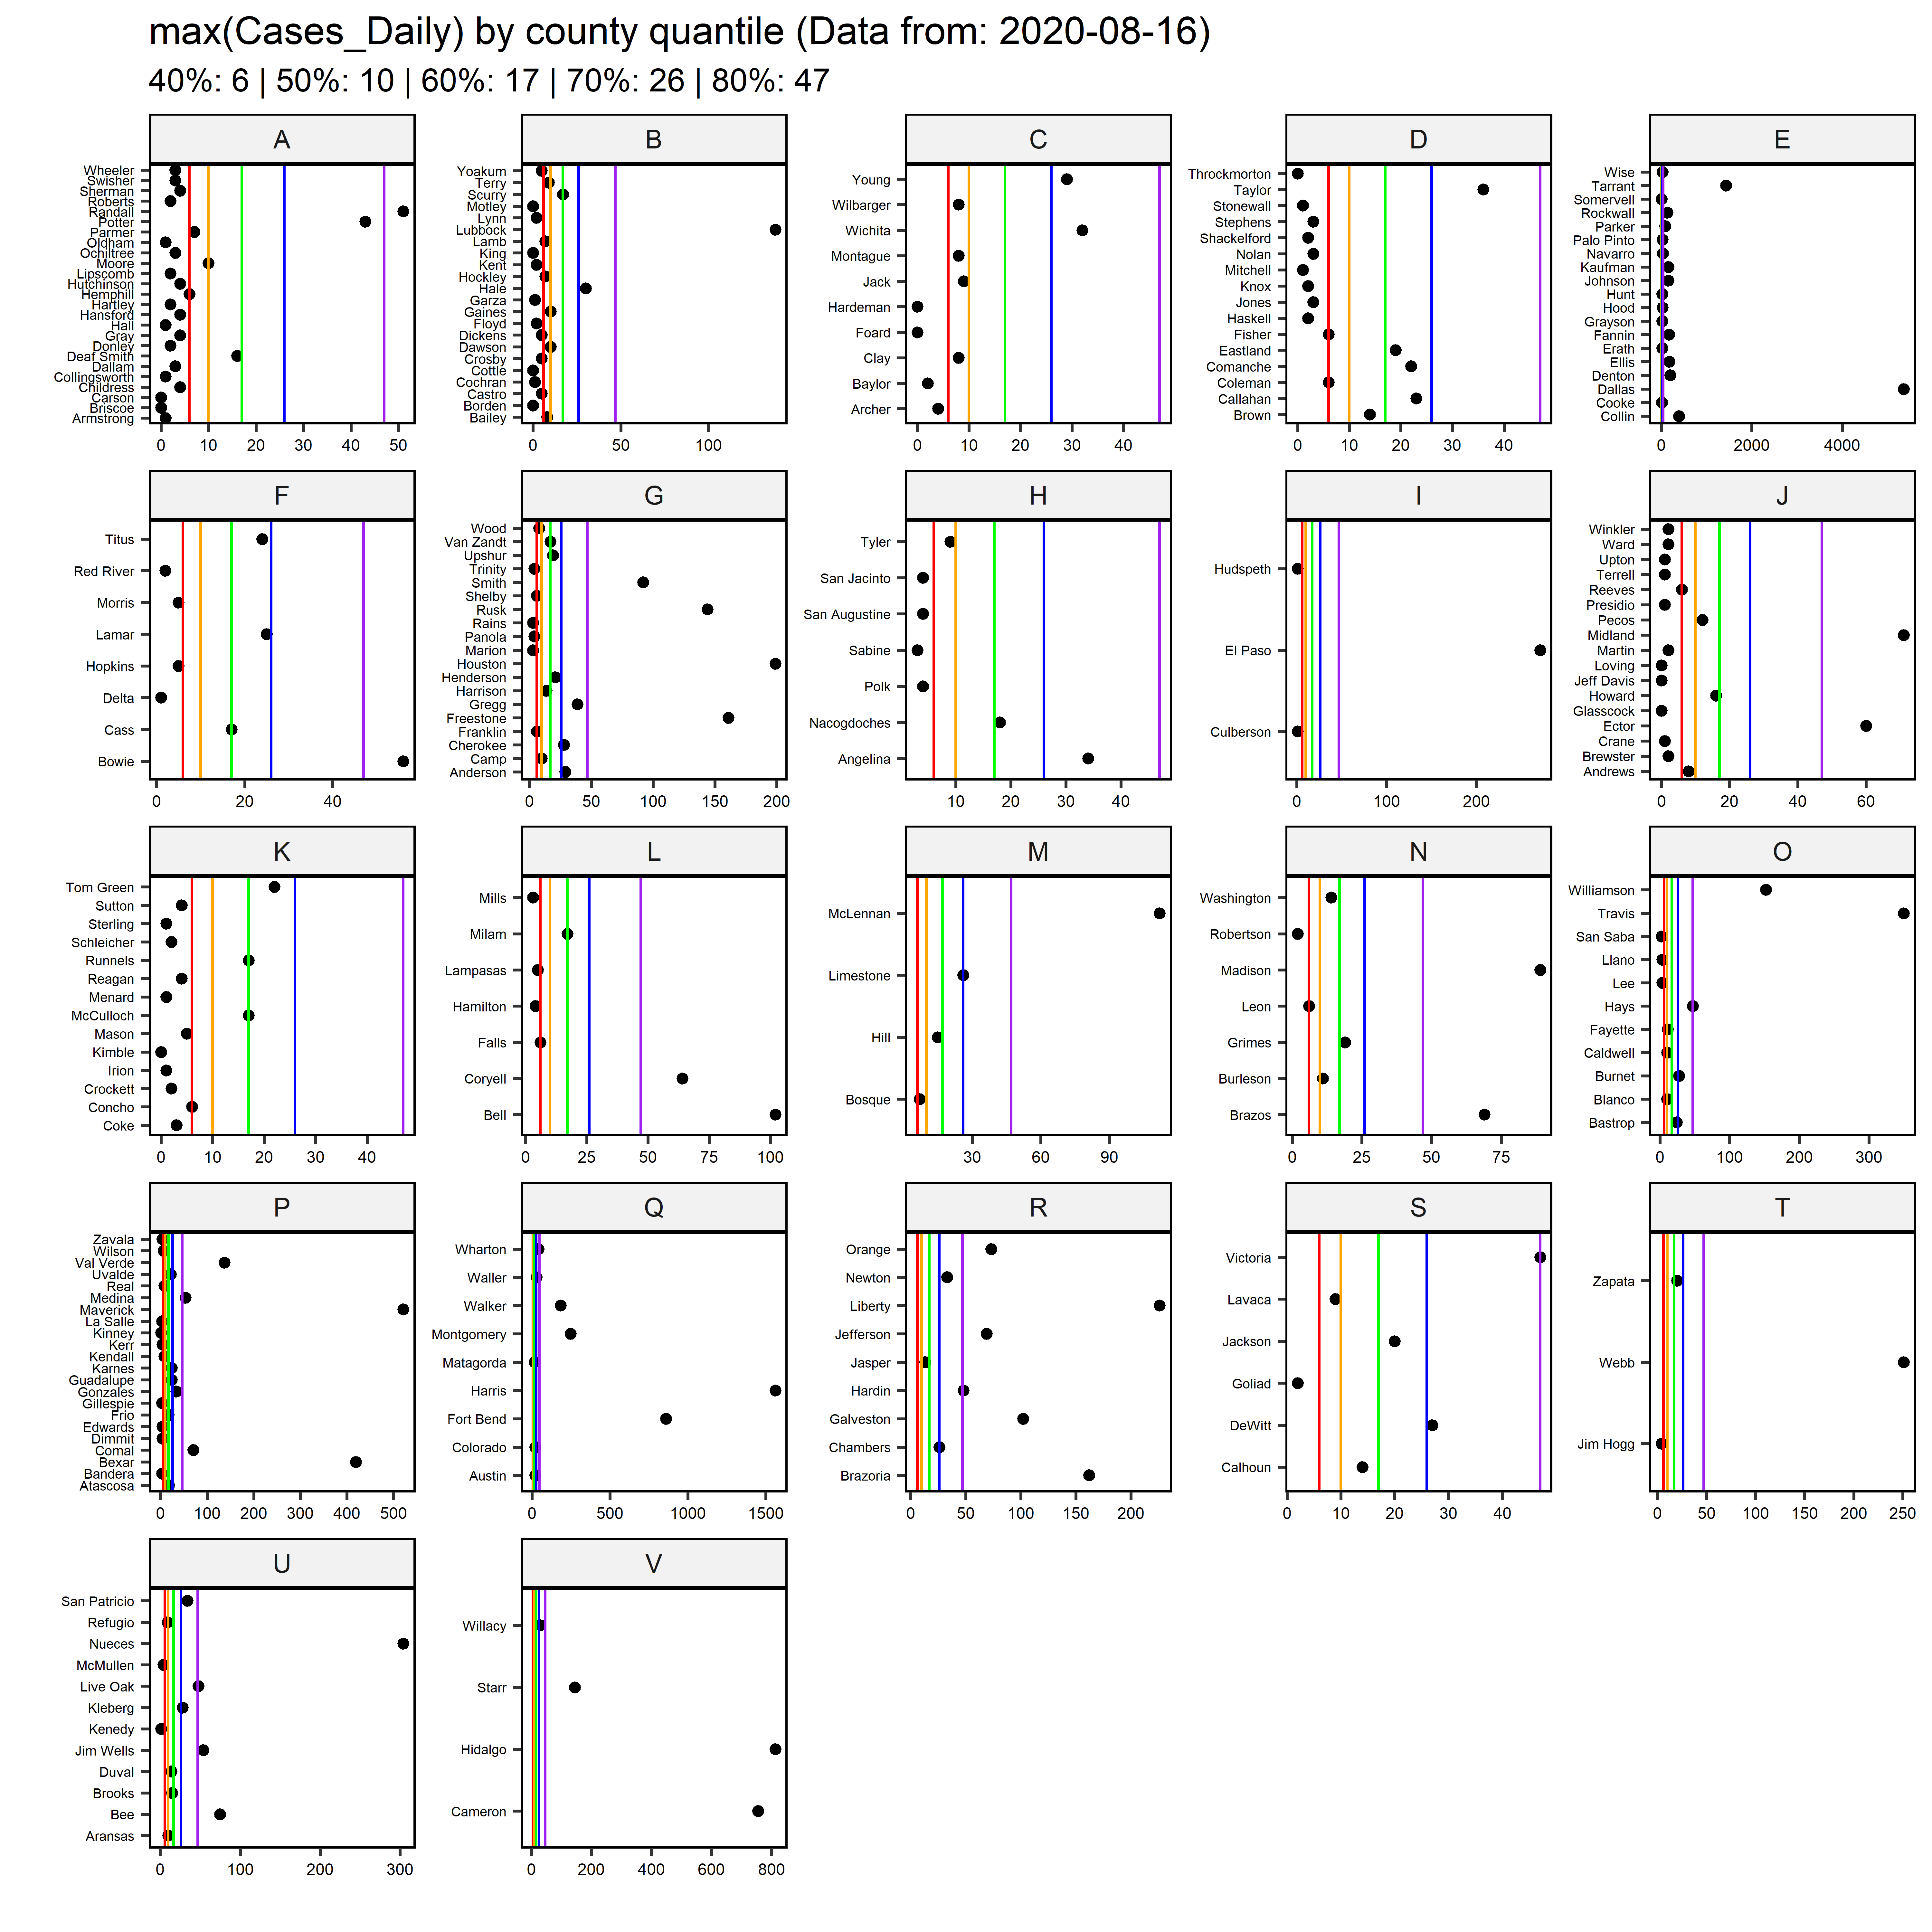 max(Cases_Daily) by county quantile (Data from: 2020-08-16)
40%: 6 | 50%: 10 | 60%: 17 | 70%: 26 | 80%: 47
A
Wheeler
Swisher
Sherman
Roberts
Randall
Potter
Parmer
Oldham
Ochiltree
Moore
Lipscomb
Hutchinson
Hemphill
Hartley
Hansford
Hall
Gray
Donley
Deaf Smith
Dallam
Collingsworth
Childress
Carson
Briscoe
Armstrong
0 10 20 30 40 50
B
Yoakum
Terry
Scurry
Motley
Lynn
Lubbock
Lamb
King
Kent
Hockley
Hale
Garza
Gaines
Floyd
Dickens
Dawson
Crosby
Cottle
Cochran
Castro
Borden
Bailey
0 50 100
C
Young
Wilbarger
Wichita
Montague
Jack
Hardeman
Foard
Clay
Baylor
Archer
0 10 20 30 40
D
Throckmorton
Taylor
Stonewall
Stephens
Shackelford
Nolan
Mitchell
Knox
Jones
Haskell
Fisher
Eastland
Comanche
Coleman
Callahan
Brown
0 10 20 30 40
E
Wise
Tarrant
Somervell
Rockwall
Parker
Palo Pinto
Navarro
Kaufman
Johnson
Hunt
Hood
Grayson
Fannin
Erath
Ellis
Denton
Dallas
Cooke
Collin
0 2000 4000
F
Titus
Red River
Morris
Lamar
Hopkins
Delta
Cass
Bowie
0 20 40
G
Wood
Van Zandt
Upshur
Trinity
Smith
Shelby
Rusk
Rains
Panola
Marion
Houston
Henderson
Harrison
Gregg
Freestone
Franklin
Cherokee
Camp
Anderson
0 50 100 150 200
H
Tyler
San Jacinto
San Augustine
Sabine
Polk
Nacogdoches
Angelina
10 20 30 40
I
Hudspeth
El Paso
Culberson
0 100 200
J
Winkler
Ward
Upton
Terrell
Reeves
Presidio
Pecos
Midland
Martin
Loving
Jeff Davis
Howard
Glasscock
Ector
Crane
Brewster
Andrews
0 20 40 60
K
Tom Green
Sutton
Sterling
Schleicher
Runnels
Reagan
Menard
McCulloch
Mason
Kimble
Irion
Crockett
Concho
Coke
0 10 20 30 40
L
Mills
Milam
Lampasas
Hamilton
Falls
Coryell
Bell
0 25 50 75 100
M
McLennan
Limestone
Hill
Bosque
30 60 90
N
Washington
Robertson
Madison
Leon
Grimes
Burleson
Brazos
0 25 50 75
O
Williamson
Travis
San Saba
Llano
Lee
Hays
Fayette
Caldwell
Burnet
Blanco
Bastrop
0 100 200 300
P
Zavala
Wilson
Val Verde
Uvalde
Real
Medina
Maverick
La Salle
Kinney
Kerr
Kendall
Karnes
Guadalupe
Gonzales
Gillespie
Frio
Edwards
Dimmit
Comal
Bexar
Bandera
Atascosa
0 100 200 300 400 500
Q
Wharton
Waller
Walker
Montgomery
Matagorda
Harris
Fort Bend
Colorado
Austin
0 500 1000 1500
R
Orange
Newton
Liberty
Jefferson
Jasper
Hardin
Galveston
Chambers
Brazoria
0 50 100 150 200
S
Victoria
Lavaca
Jackson
Goliad
DeWitt
Calhoun
0 10 20 30 40
T
Zapata
Webb
Jim Hogg
0 50 100 150 200 250
U
San Patricio
Refugio
Nueces
McMullen
Live Oak
Kleberg
Kenedy
Jim Wells
Duval
Brooks
Bee
Aransas
0 100 200 300
V
Willacy
Starr
Hidalgo
Cameron
0 200 400 600 800